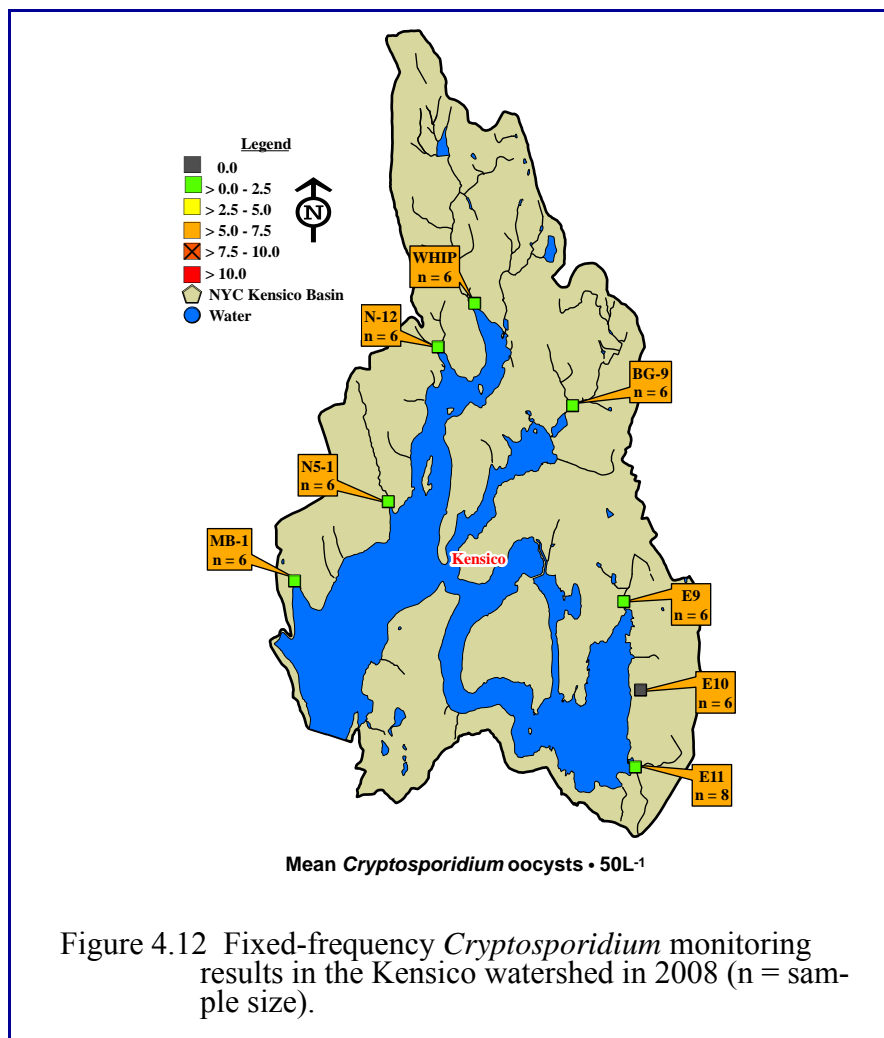 Legend
0.0
> 0.0 - 2.5
> 2.5 - 5.0
> 5.0 - 7.5
> 7.5 - 10.0
> 10.0
NYC Kensico Basin
Water
N
WHIP
n = 6
N-12
n = 6
BG-9
n = 6
N5-1
n = 6
MB-1
n = 6
Kensico
E9
n = 6
E10
n = 6
E11
n = 8
Mean Cryptosporidium oocysts • 50L-1
Figure 4.12 Fixed-frequency Cryptosporidium monitoring
results in the Kensico watershed in 2008 (n = sam-
ple size).